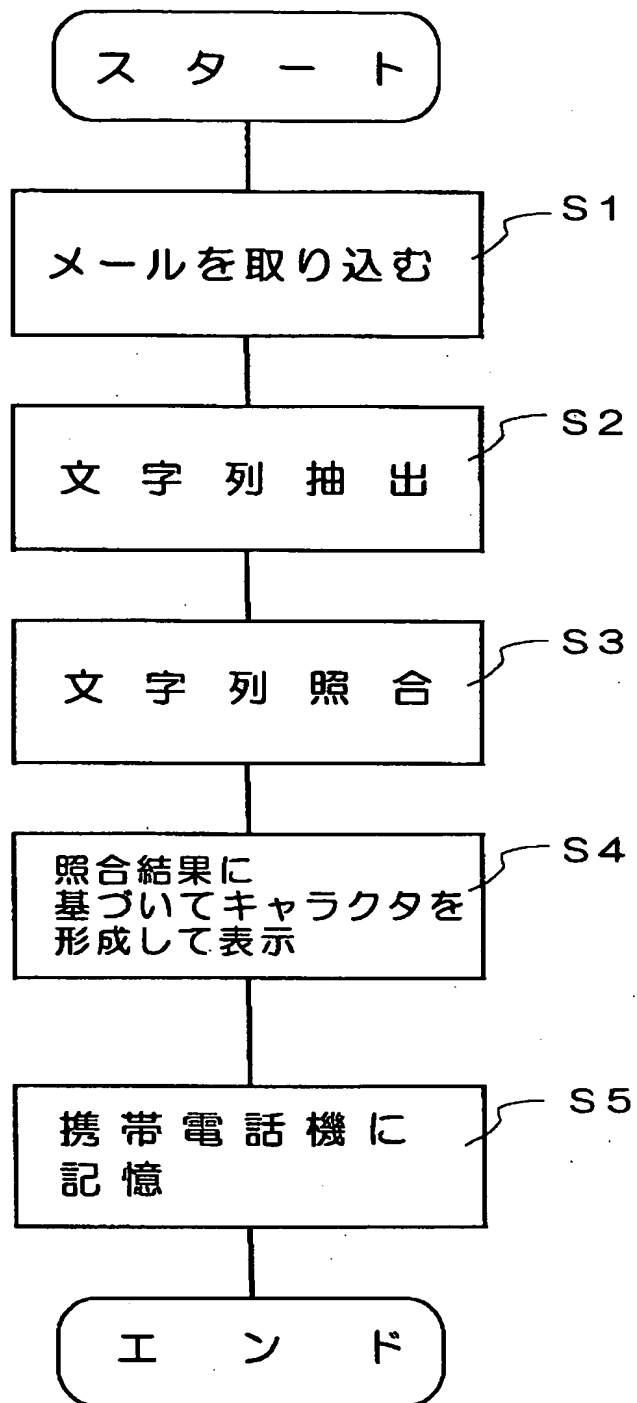 スタート
S1
メールを取り込む
S2
文字列抽出
S3
文字列照合
S4
照合結果に
基づいてキャラクタを
形成して表示
S5
携帯電話機に
記憶
エンド